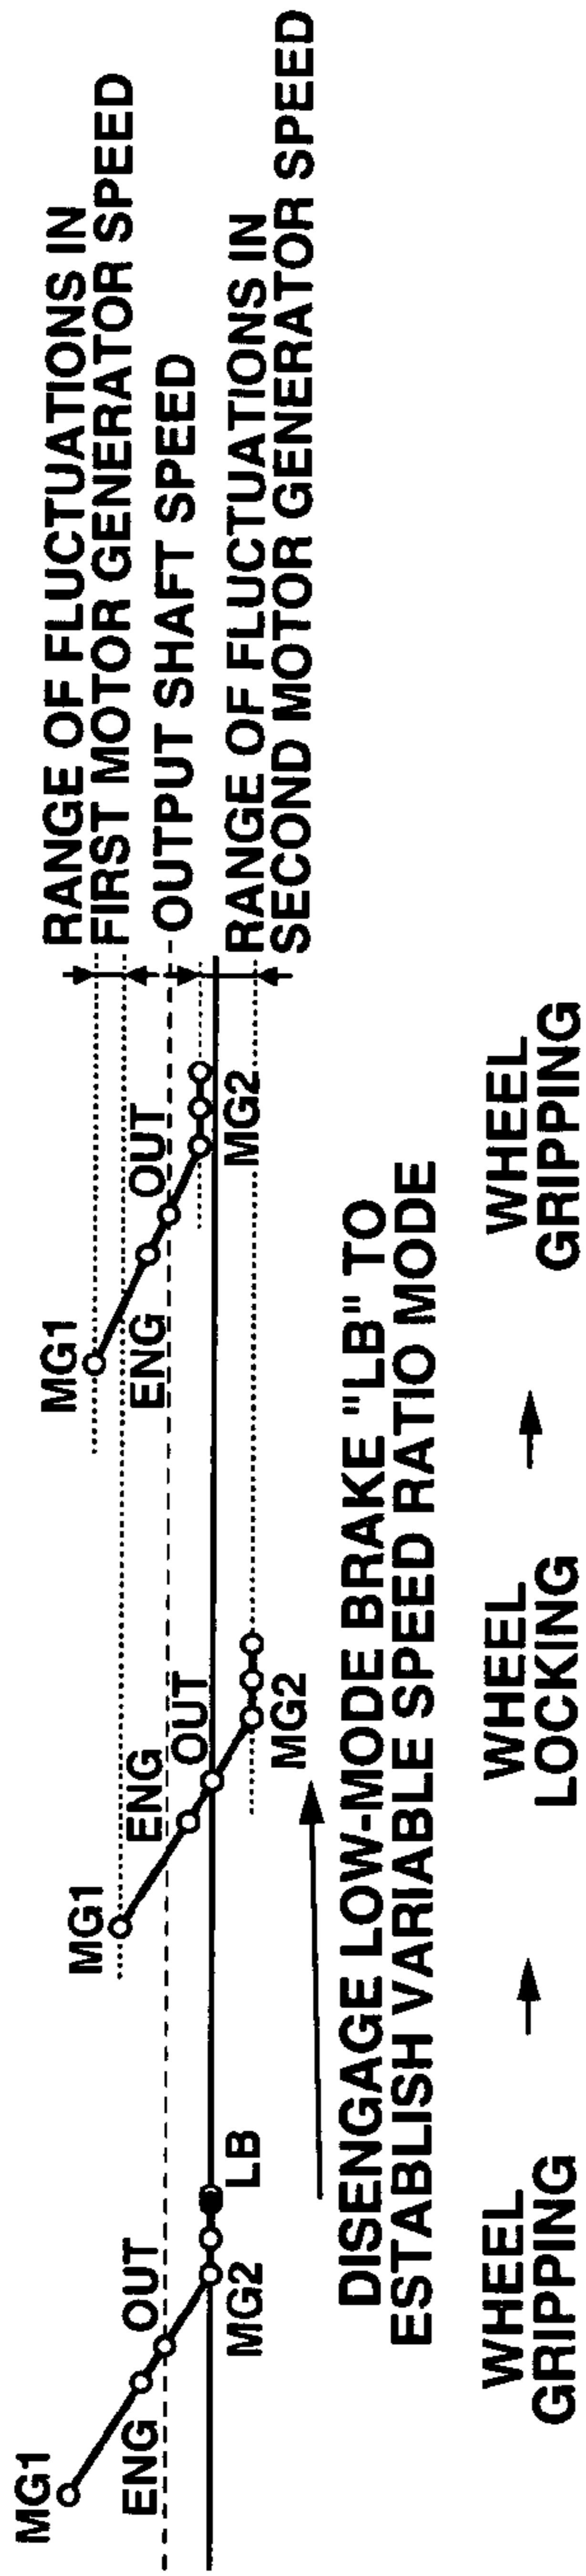 RANGE OF FLUCTUATIONS IN
FIRST MOTOR GENERATOR SPEED
OUTPUT SHAFT SPEED
RANGE OF FLUCTUATIONS IN
SECOND MOTOR GENERATOR SPEED
MG1
ENG
OUT
MG2
LB
MG1
ENG
OUT
MG2
MG1
ENG
OUT
MG2
DISENGAGE LOW-MODE BRAKE "LB" TO
ESTABLISH VARIABLE SPEED RATIO MODE
WHEEL
GRIPPING
WHEEL
LOCKING
WHEEL
GRIPPING